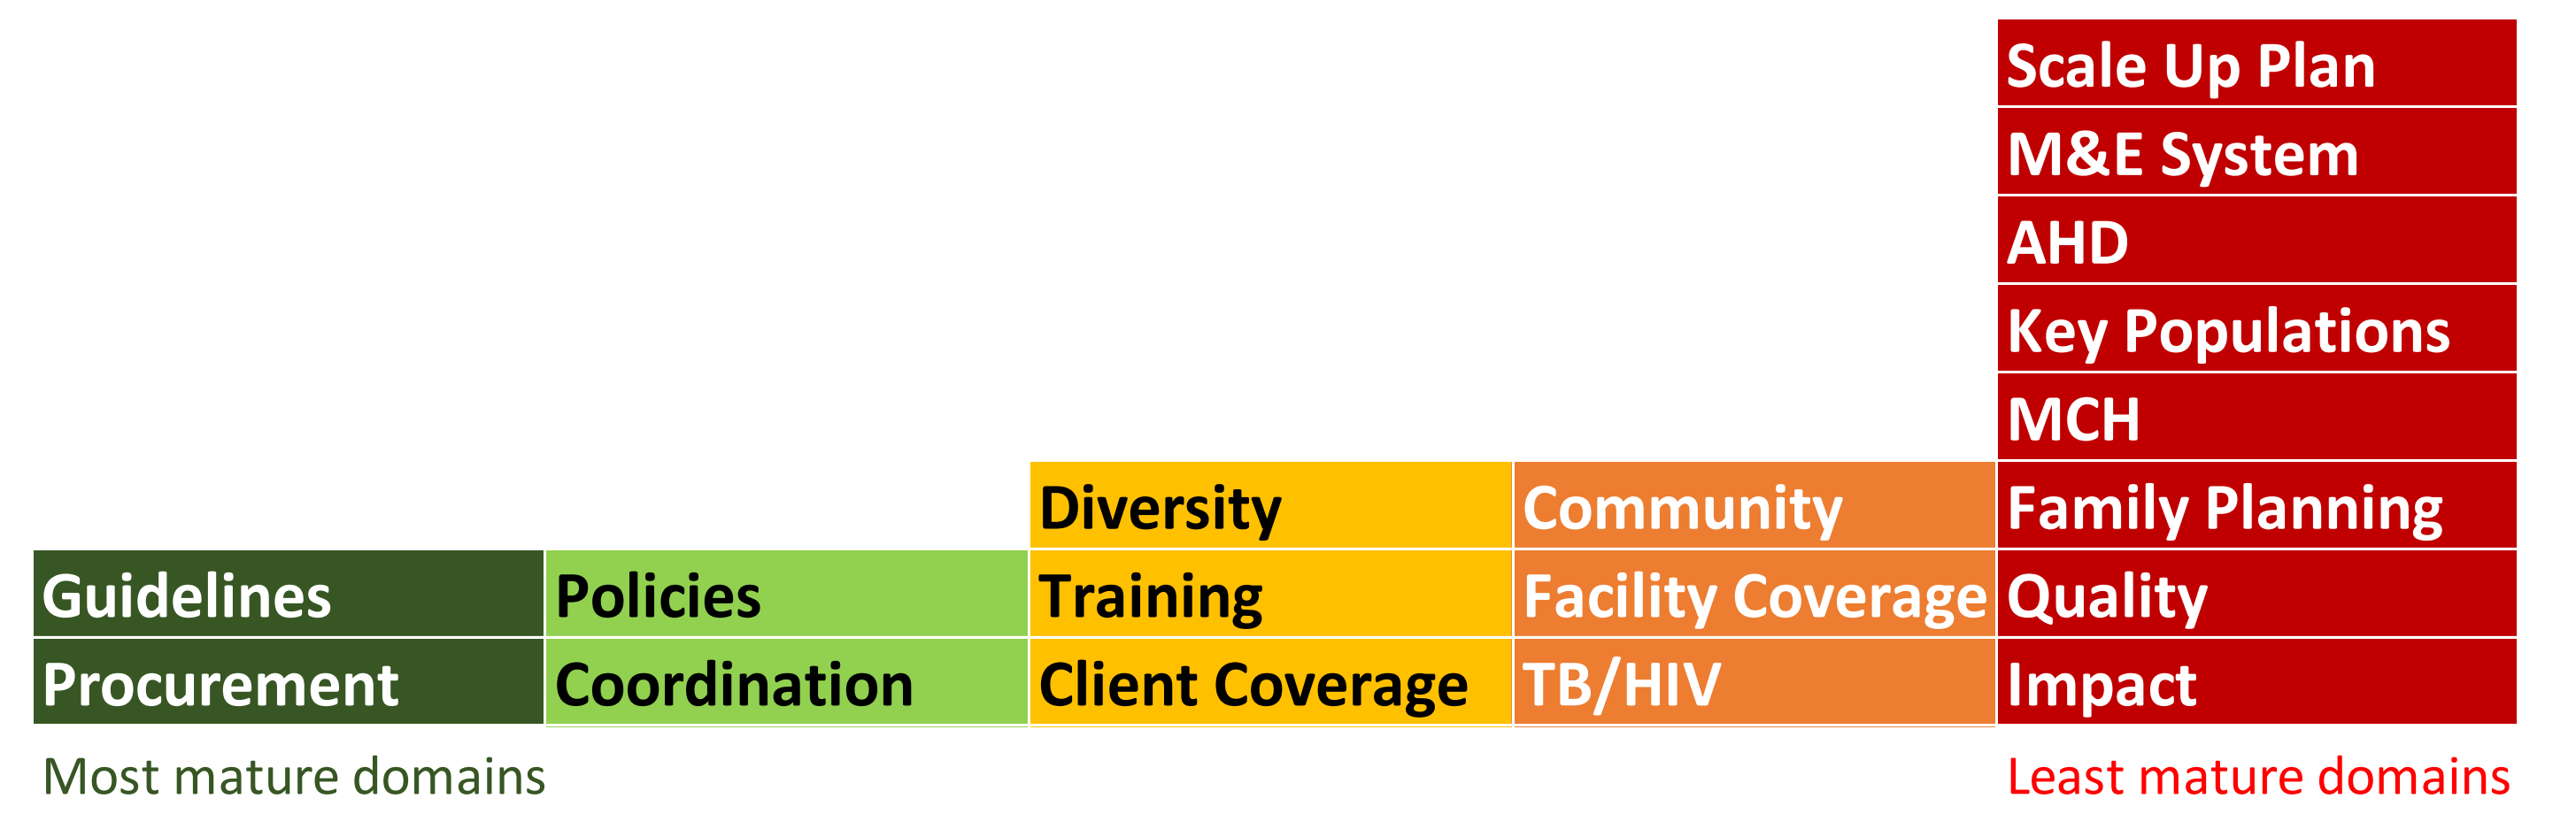 Scale Up Plan
M&E System
AHD
Key Populations
MCH
Diversity Community Family Planning
Guidelines Policies Training Facility Coverage Quality
Procurement Coordination Client Coverage TB/HIV Impact
Most mature domains Least mature domains